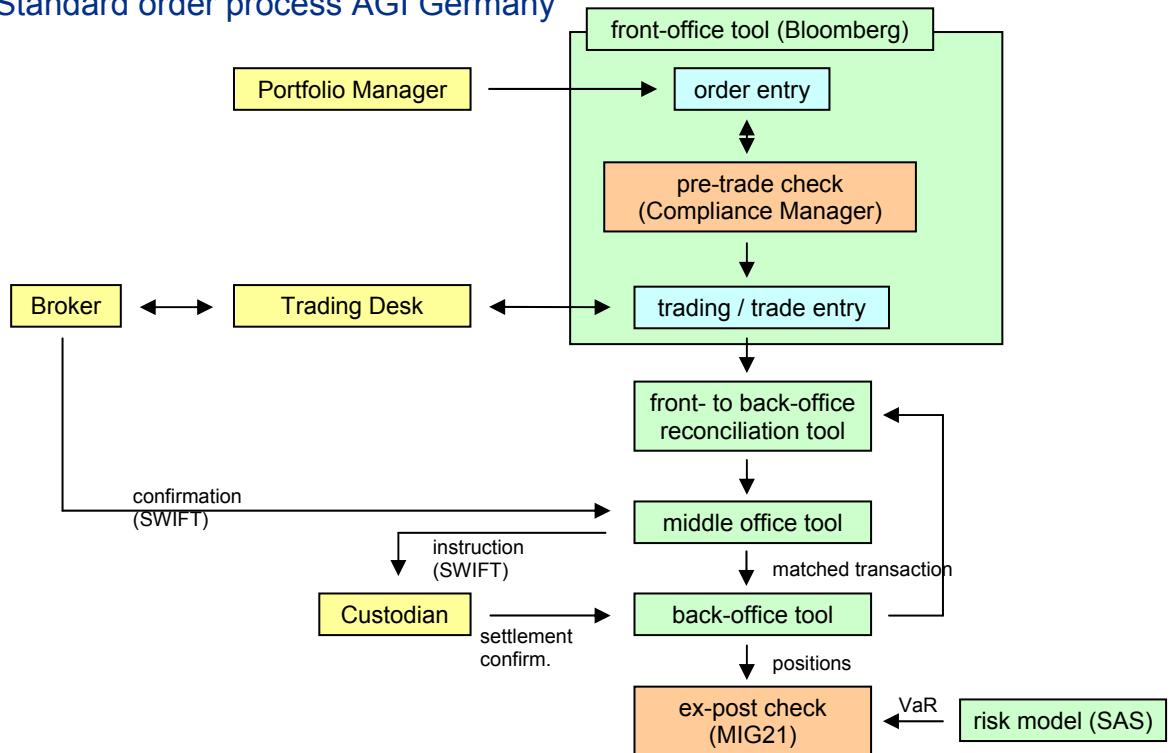 Standard order process AGI Germany
front-office tool (Bloomberg)
Portfolio Manager
order entry
pre-trade check
(Compliance Manager)
Broker
Trading Desk
trading / trade entry
front- to back-office
reconciliation tool
confirmation
(SWIFT)
middle office tool
instruction
(SWIFT)
matched transaction
Custodian
back-office tool
settlement
confirm.
positions
ex-post check
(MIG21)
VaR
risk model (SAS)